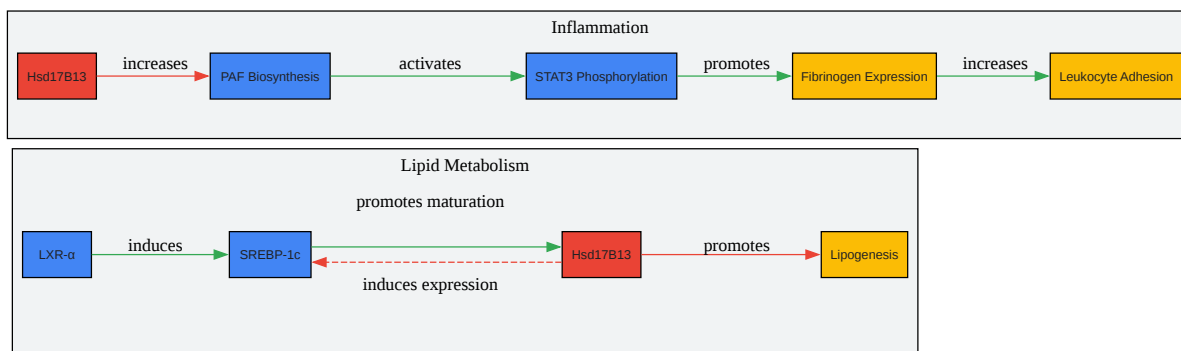 Inflammation
increases
activates
promotes
increases
Hsd17B13
PAF Biosynthesis
STAT3 Phosphorylation
Fibrinogen Expression
Leukocyte Adhesion
Lipid Metabolism
promotes maturation
induces
promotes
LXR-α
SREBP-1c
Hsd17B13
Lipogenesis
induces expression